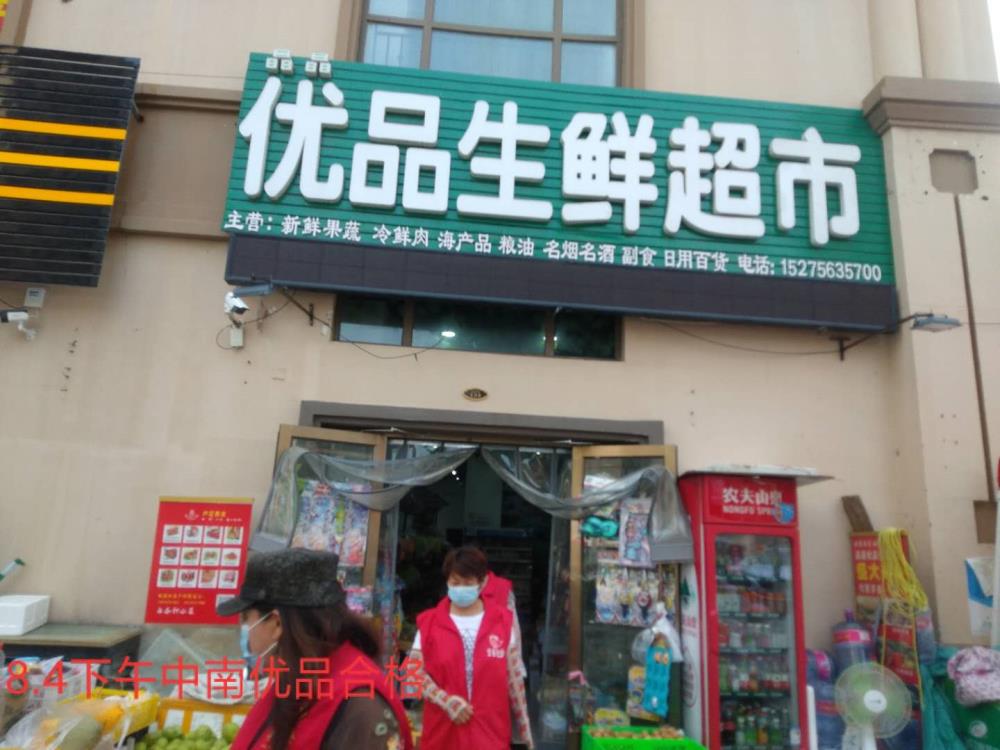 优品生鲜超市
主营：新鲜果蔬 冷鲜肉 海产品 粮油 名烟名酒 副食 日用百货 电话：15275635700
农夫山泉
NONGFU SPRING
8 4下午中南优品合格